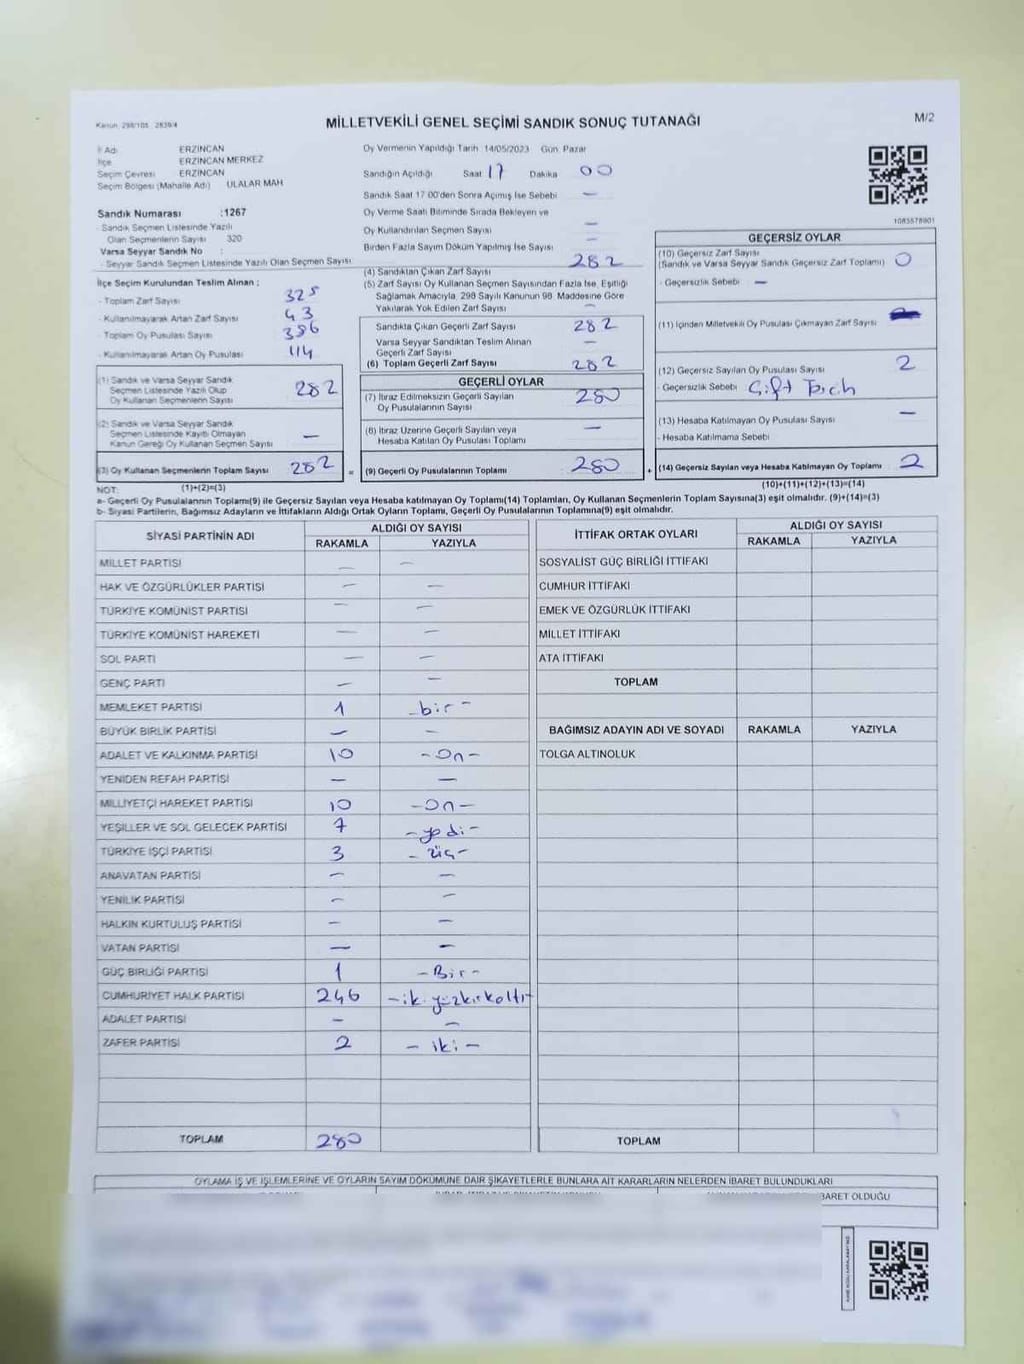 Kanun 298/105 2839/4
MİLLETVEKİLİ GENEL SEÇİMİ SANDIK SONUÇ TUTANAĞI
M/2
İl Adı ERZİNCAN
İlçe ERZİNCAN MERKEZ
Seçim Çevresi ERZİNCAN
Seçim Bölgesi (Mahalle Adı) ULALAR MAH
Sandık Numarası :1267
- Sandık Seçmen Listesinde Yazılı
Olan Seçmenlerin Sayısı 320
Varsa Seyyar Sandık No :
- Seyyar Sandık Seçmen Listesinde Yazılı Olan Seçmen Sayısı
İlçe Seçim Kurulundan Teslim Alınan ;
- Toplam Zarf Sayısı 325
- Kullanılmayarak Artan Zarf Sayısı 43
- Toplam Oy Pusulası Sayısı
- Kullanılmayarak Artan Oy Pusulası 114
(1) Sandık ve Varsa Seyyar Sandık
Seçmen Listesinde Yazılı Olup
Oy Kullanan Seçmenlerin Sayısı 282
(2) Sandık ve Varsa Seyyar Sandık
Seçmen Listesinde Kayıtlı Olmayan
Kanun Gereği Oy Kullanan Seçmen Sayısı —
(3) Oy Kullanan Seçmenlerin Toplam Sayısı 282
Oy Vermenin Yapıldığı Tarih 14/05/2023 Gün Pazar
Sandığın Açıldığı Saat 17 Dakika 00
Sandık Saat 17 00'den Sonra Açımış İse Sebebi —
Oy Verme Saati Bitiminde Sırada Bekleyen ve
Oy Kullandırılan Seçmen Sayısı —
Birden Fazla Sayım Döküm Yapılmış İse Sayısı —
(4) Sandıktan Çıkan Zarf Sayısı 282
(5) Zarf Sayısı Oy Kullanan Seçmen Sayısından Fazla İse, Eşitliği
Sağlamak Amacıyla, 298 Sayılı Kanunun 98. Maddesine Göre
Yakılarak Yok Edilen Zarf Sayısı —
Sandıkta Çıkan Geçerli Zarf Sayısı 282
Varsa Seyyar Sandıktan Teslim Alınan
Geçerli Zarf Sayısı —
(6) Toplam Geçerli Zarf Sayısı 282
GEÇERLİ OYLAR
(7) İtiraz Edilmeksizin Geçerli Sayılan
Oy Pusulalarının Sayısı 280
(8) İtiraz Üzerine Geçerli Sayılan veya
Hesaba Katılan Oy Pusulası Toplamı —
= (9) Geçerli Oy Pusulalarının Toplamı 280 +
1085578901
GEÇERSİZ OYLAR
(10) Geçersiz Zarf Sayısı
(Sandık ve Varsa Seyyar Sandık Geçersiz Zarf Toplamı) 0
- Geçersizlik Sebebi —
(11) İçinden Milletvekili Oy Pusulası Çıkmayan Zarf Sayısı
(12) Geçersiz Sayılan Oy Pusulası Sayısı 2
- Geçersizlik Sebebi Çift Tercih
(13) Hesaba Katılmayan Oy Pusulası Sayısı —
- Hesaba Katılmama Sebebi
(14) Geçersiz Sayılan veya Hesaba Katılmayan Oy Toplamı 2
NOT: (1)+(2)=(3)
(10)+(11)+(12)+(13)=(14)
a- Geçerli Oy Pusulalarının Toplamı(9) ile Geçersiz Sayılan veya Hesaba katılmayan Oy Toplamı(14) Toplamları, Oy Kullanan Seçmenlerin Toplam Sayısına(3) eşit olmalıdır. (9)+(14)=(3)
b- Siyasi Partilerin, Bağımsız Adayların ve İttifakların Aldığı Ortak Oyların Toplamı, Geçerli Oy Pusulalarının Toplamına(9) eşit olmalıdır.
SİYASİ PARTİNİN ADI
ALDIĞI OY SAYISI
RAKAMLA YAZIYLA
MİLLET PARTİSİ — —
HAK VE ÖZGÜRLÜKLER PARTİSİ — —
TÜRKİYE KOMÜNİST PARTİSİ — —
TÜRKİYE KOMÜNİST HAREKETİ — —
SOL PARTİ — —
GENÇ PARTİ — —
MEMLEKET PARTİSİ 1 - bir -
BÜYÜK BİRLİK PARTİSİ — —
ADALET VE KALKINMA PARTİSİ 10 - On -
YENİDEN REFAH PARTİSİ — —
MİLLİYETÇİ HAREKET PARTİSİ 10 - On -
YEŞİLLER VE SOL GELECEK PARTİSİ 7 - yedi -
TÜRKİYE İŞÇİ PARTİSİ 3 - üç -
ANAVATAN PARTİSİ — —
YENİLİK PARTİSİ — —
HALKIN KURTULUŞ PARTİSİ — —
VATAN PARTİSİ — —
GÜÇ BİRLİĞİ PARTİSİ 1 - Bir -
CUMHURİYET HALK PARTİSİ 246 - ikiyüzkırkaltı -
ADALET PARTİSİ — —
ZAFER PARTİSİ 2 - iki -
TOPLAM 280
İTTİFAK ORTAK OYLARI
ALDIĞI OY SAYISI
RAKAMLA YAZIYLA
SOSYALİST GÜÇ BİRLİĞİ İTTİFAKI
CUMHUR İTTİFAKI
EMEK VE ÖZGÜRLÜK İTTİFAKI
MİLLET İTTİFAKI
ATA İTTİFAKI
TOPLAM
BAĞIMSIZ ADAYIN ADI VE SOYADI RAKAMLA YAZIYLA
TOLGA ALTINOLUK
TOPLAM
OYLAMA İŞ VE İŞLEMLERİNE VE OYLARIN SAYIM DÖKÜMÜNE DAİR ŞİKAYETLERLE BUNLARA AİT KARARLARIN NELERDEN İBARET BULUNDUKLARI
BARET OLDUĞU